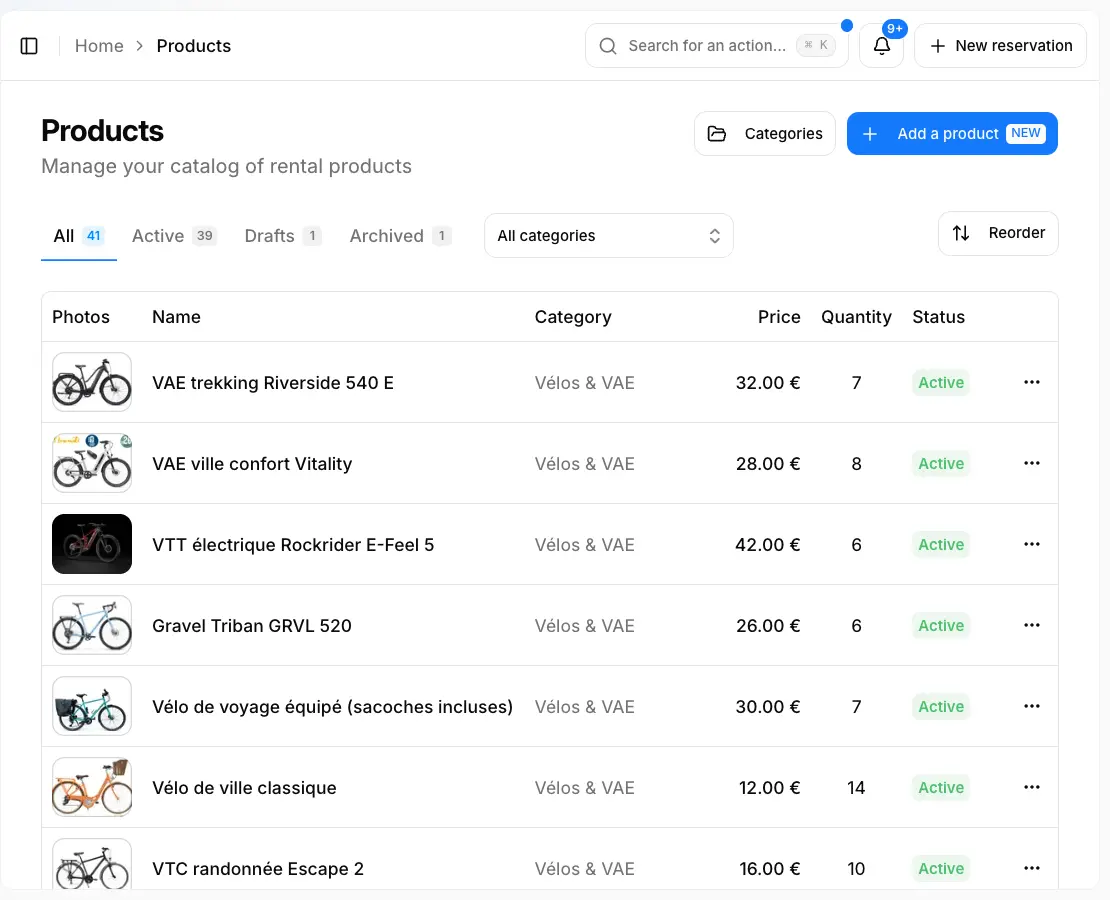 Home > Products
Search for an action... ⌘ K
9+
New reservation
Products
Manage your catalog of rental products
Categories
Add a product NEW
All 41 Active 39 Drafts 1 Archived 1
All categories
Reorder
Photos Name Category Price Quantity Status
VAE trekking Riverside 540 E Vélos & VAE 32.00 € 7 Active
VAE ville confort Vitality Vélos & VAE 28.00 € 8 Active
VTT électrique Rockrider E-Feel 5 Vélos & VAE 42.00 € 6 Active
Gravel Triban GRVL 520 Vélos & VAE 26.00 € 6 Active
Vélo de voyage équipé (sacoches incluses) Vélos & VAE 30.00 € 7 Active
Vélo de ville classique Vélos & VAE 12.00 € 14 Active
VTC randonnée Escape 2 Vélos & VAE 16.00 € 10 Active